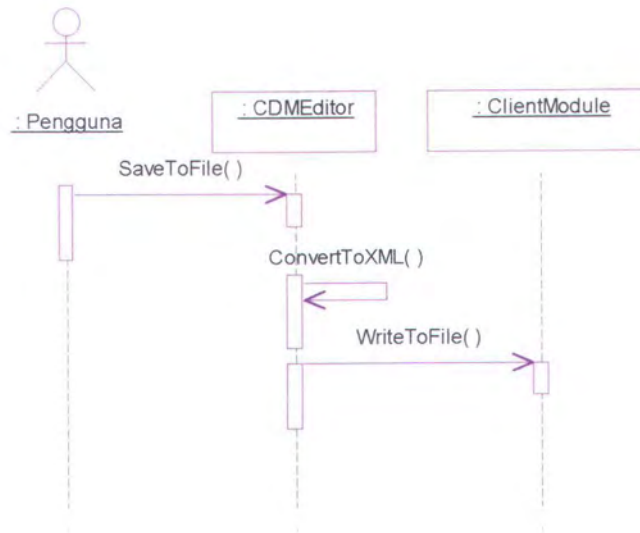 : Pengguna
: CDMEditor
: ClientModule
SaveToFile( )
ConvertToXML( )
WriteToFile( )